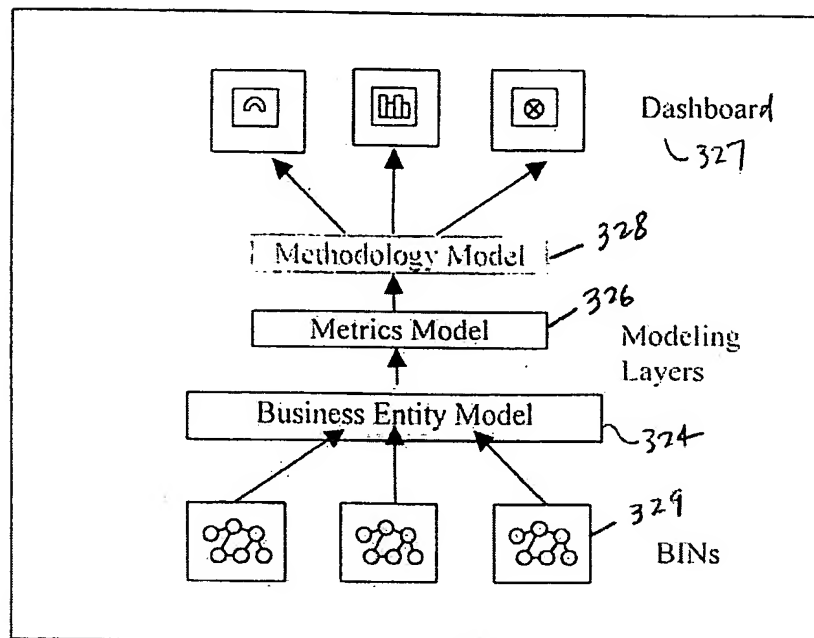 Dashboard
327
328
Methodology Model
326
Metrics Model
Modeling
Layers
Business Entity Model
324
329
BINs